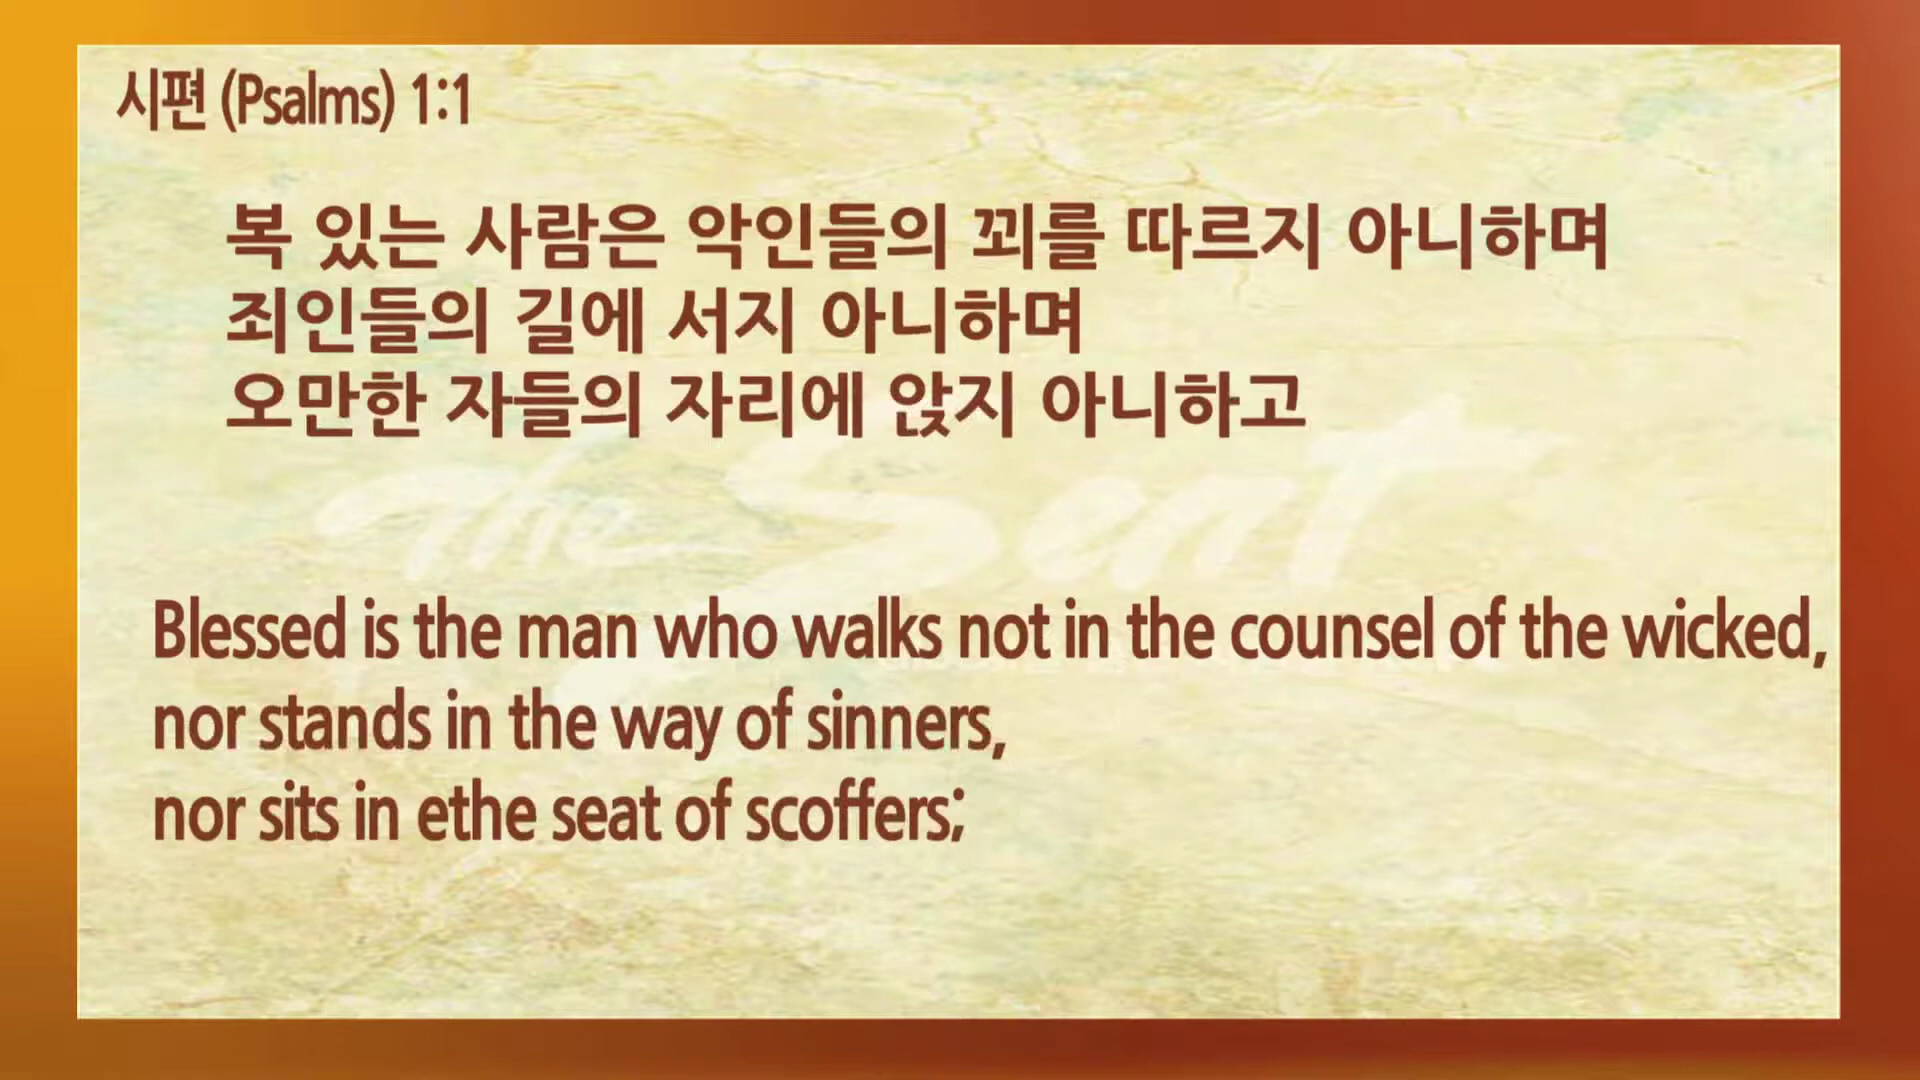 시편 (Psalms) 1:1
복 있는 사람은 악인들의 꾀를 따르지 아니하며
죄인들의 길에 서지 아니하며
오만한 자들의 자리에 앉지 아니하고
The Seat
Blessed is the man who walks not in the counsel of the wicked,
nor stands in the way of sinners,
nor sits in ethe seat of scoffers;